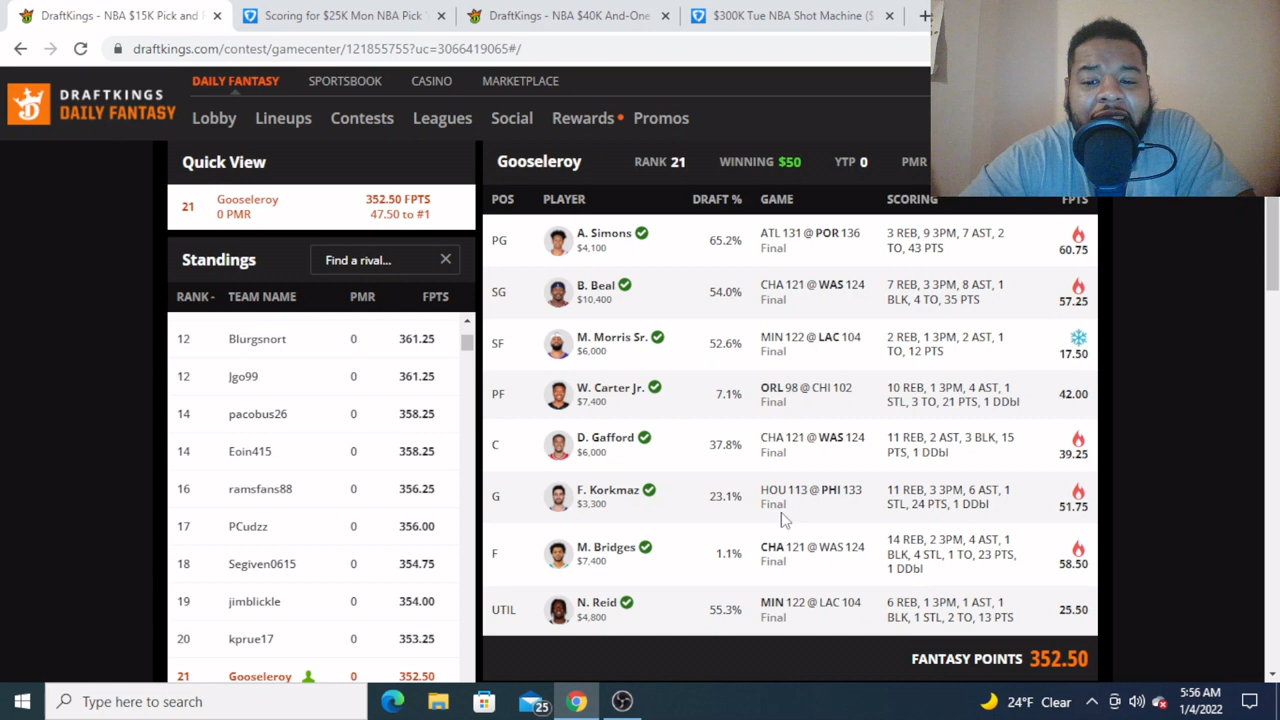 DraftKings - NBA $15K Pick and
Scoring for $25K Mon NBA Pick
DraftKings - NBA $40K And-One
$300K Tue NBA Shot Machine ($
draftkings.com/contest/gamecenter/121855755?uc=3066419065#/
DRAFTKINGS
DAILY FANTASY
DAILY FANTASY SPORTSBOOK CASINO MARKETPLACE
Lobby Lineups Contests Leagues Social Rewards Promos
Quick View
21 Gooseleroy 352.50 FPTS
0 PMR 47.50 to #1
Standings Find a rival...
RANK TEAM NAME PMR FPTS
12 Blurgsnort 0 361.25
12 Jgo99 0 361.25
14 pacobus26 0 358.25
14 Eoin415 0 358.25
16 ramsfans88 0 356.25
17 PCudzz 0 356.00
18 Segiven0615 0 354.75
19 jimblickle 0 354.00
20 kprue17 0 353.25
21 Gooseleroy 0 352.50
Gooseleroy RANK 21 WINNING $50 YTP 0 PMR
POS PLAYER DRAFT % GAME SCORING FPTS
PG A. Simons $4,100 65.2% ATL 131 @ POR 136 Final 3 REB, 9 3PM, 7 AST, 2
TO, 43 PTS 60.75
SG B. Beal $10,400 54.0% CHA 121 @ WAS 124 Final 7 REB, 3 3PM, 8 AST, 1
BLK, 4 TO, 35 PTS 57.25
SF M. Morris Sr. $6,000 52.6% MIN 122 @ LAC 104 Final 2 REB, 1 3PM, 2 AST, 1
TO, 12 PTS 17.50
PF W. Carter Jr. $7,400 7.1% ORL 98 @ CHI 102 Final 10 REB, 1 3PM, 4 AST, 1
STL, 3 TO, 21 PTS, 1 DDbl 42.00
C D. Gafford $6,000 37.8% CHA 121 @ WAS 124 Final 11 REB, 2 AST, 3 BLK, 15
PTS, 1 DDbl 39.25
G F. Korkmaz $3,300 23.1% HOU 113 @ PHI 133 Final 11 REB, 3 3PM, 6 AST, 1
STL, 24 PTS, 1 DDbl 51.75
F M. Bridges $7,400 1.1% CHA 121 @ WAS 124 Final 14 REB, 2 3PM, 4 AST, 1
BLK, 4 STL, 1 TO, 23 PTS,
1 DDbl 58.50
UTIL N. Reid $4,800 55.3% MIN 122 @ LAC 104 Final 6 REB, 1 3PM, 1 AST, 1
BLK, 1 STL, 2 TO, 13 PTS 25.50
FANTASY POINTS 352.50
Type here to search
25
24°F Clear
5:56 AM
1/4/2022